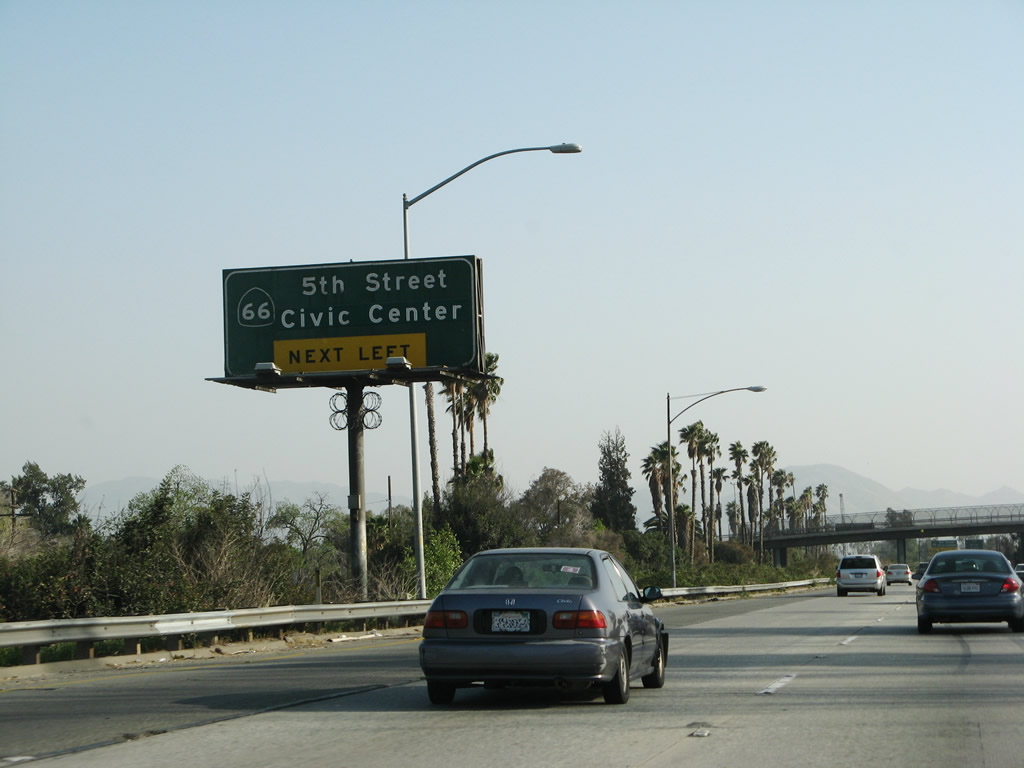 5th Street
66 Civic Center
NEXT LEFT